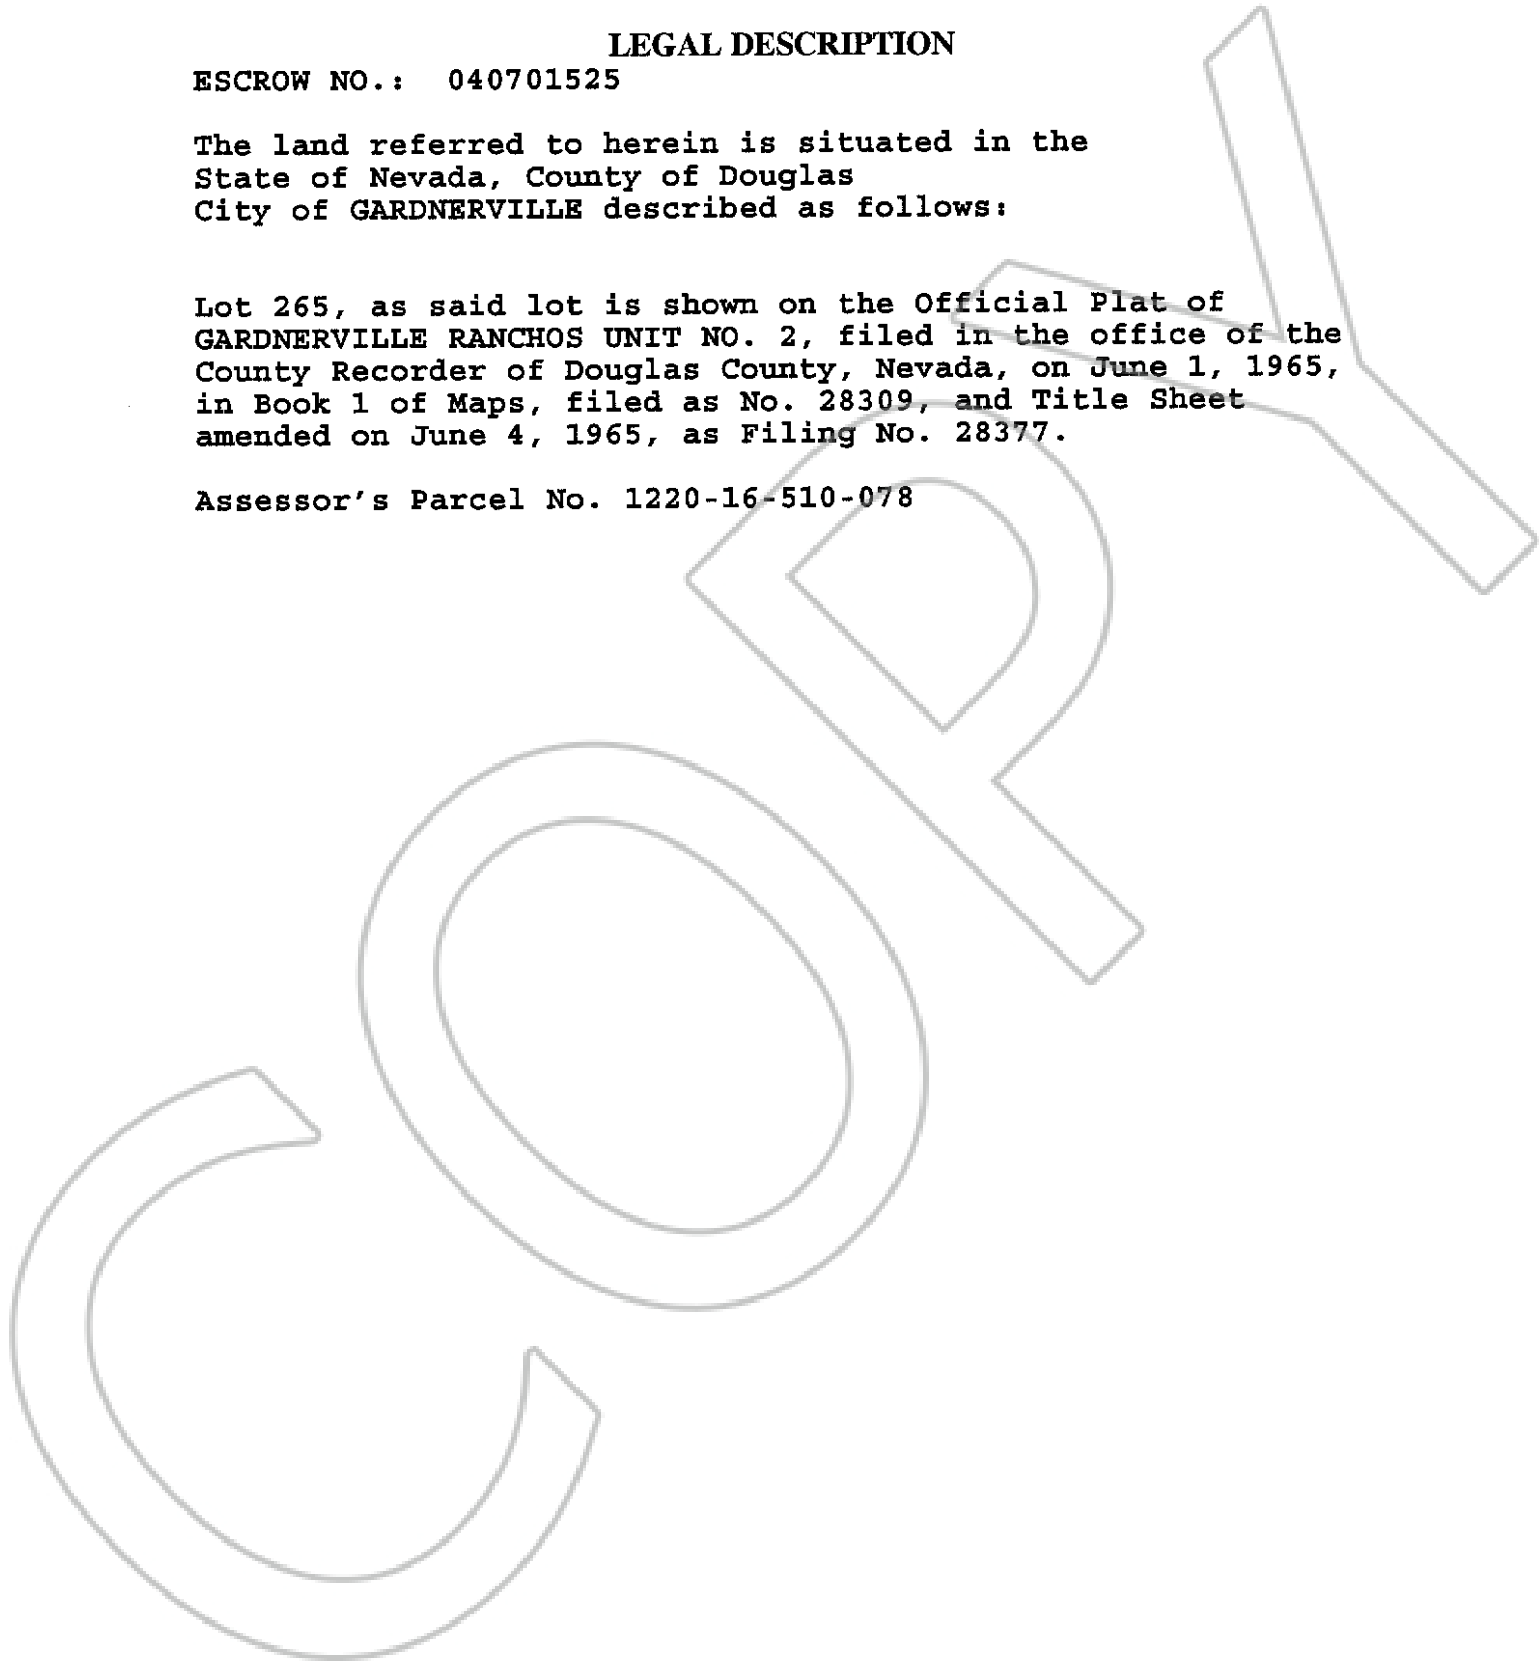 LEGAL DESCRIPTION
ESCROW NO.: 040701525
The land referred to herein is situated in the
State of Nevada, County of Douglas
City of GARDNERVILLE described as follows:
Lot 265, as said lot is shown on the Official Plat of
GARDNERVILLE RANCHOS UNIT NO. 2, filed in the office of the
County Recorder of Douglas County, Nevada, on June 1, 1965,
in Book 1 of Maps, filed as No. 28309, and Title Sheet
amended on June 4, 1965, as Filing No. 28377.
Assessor's Parcel No. 1220-16-510-078
COPY